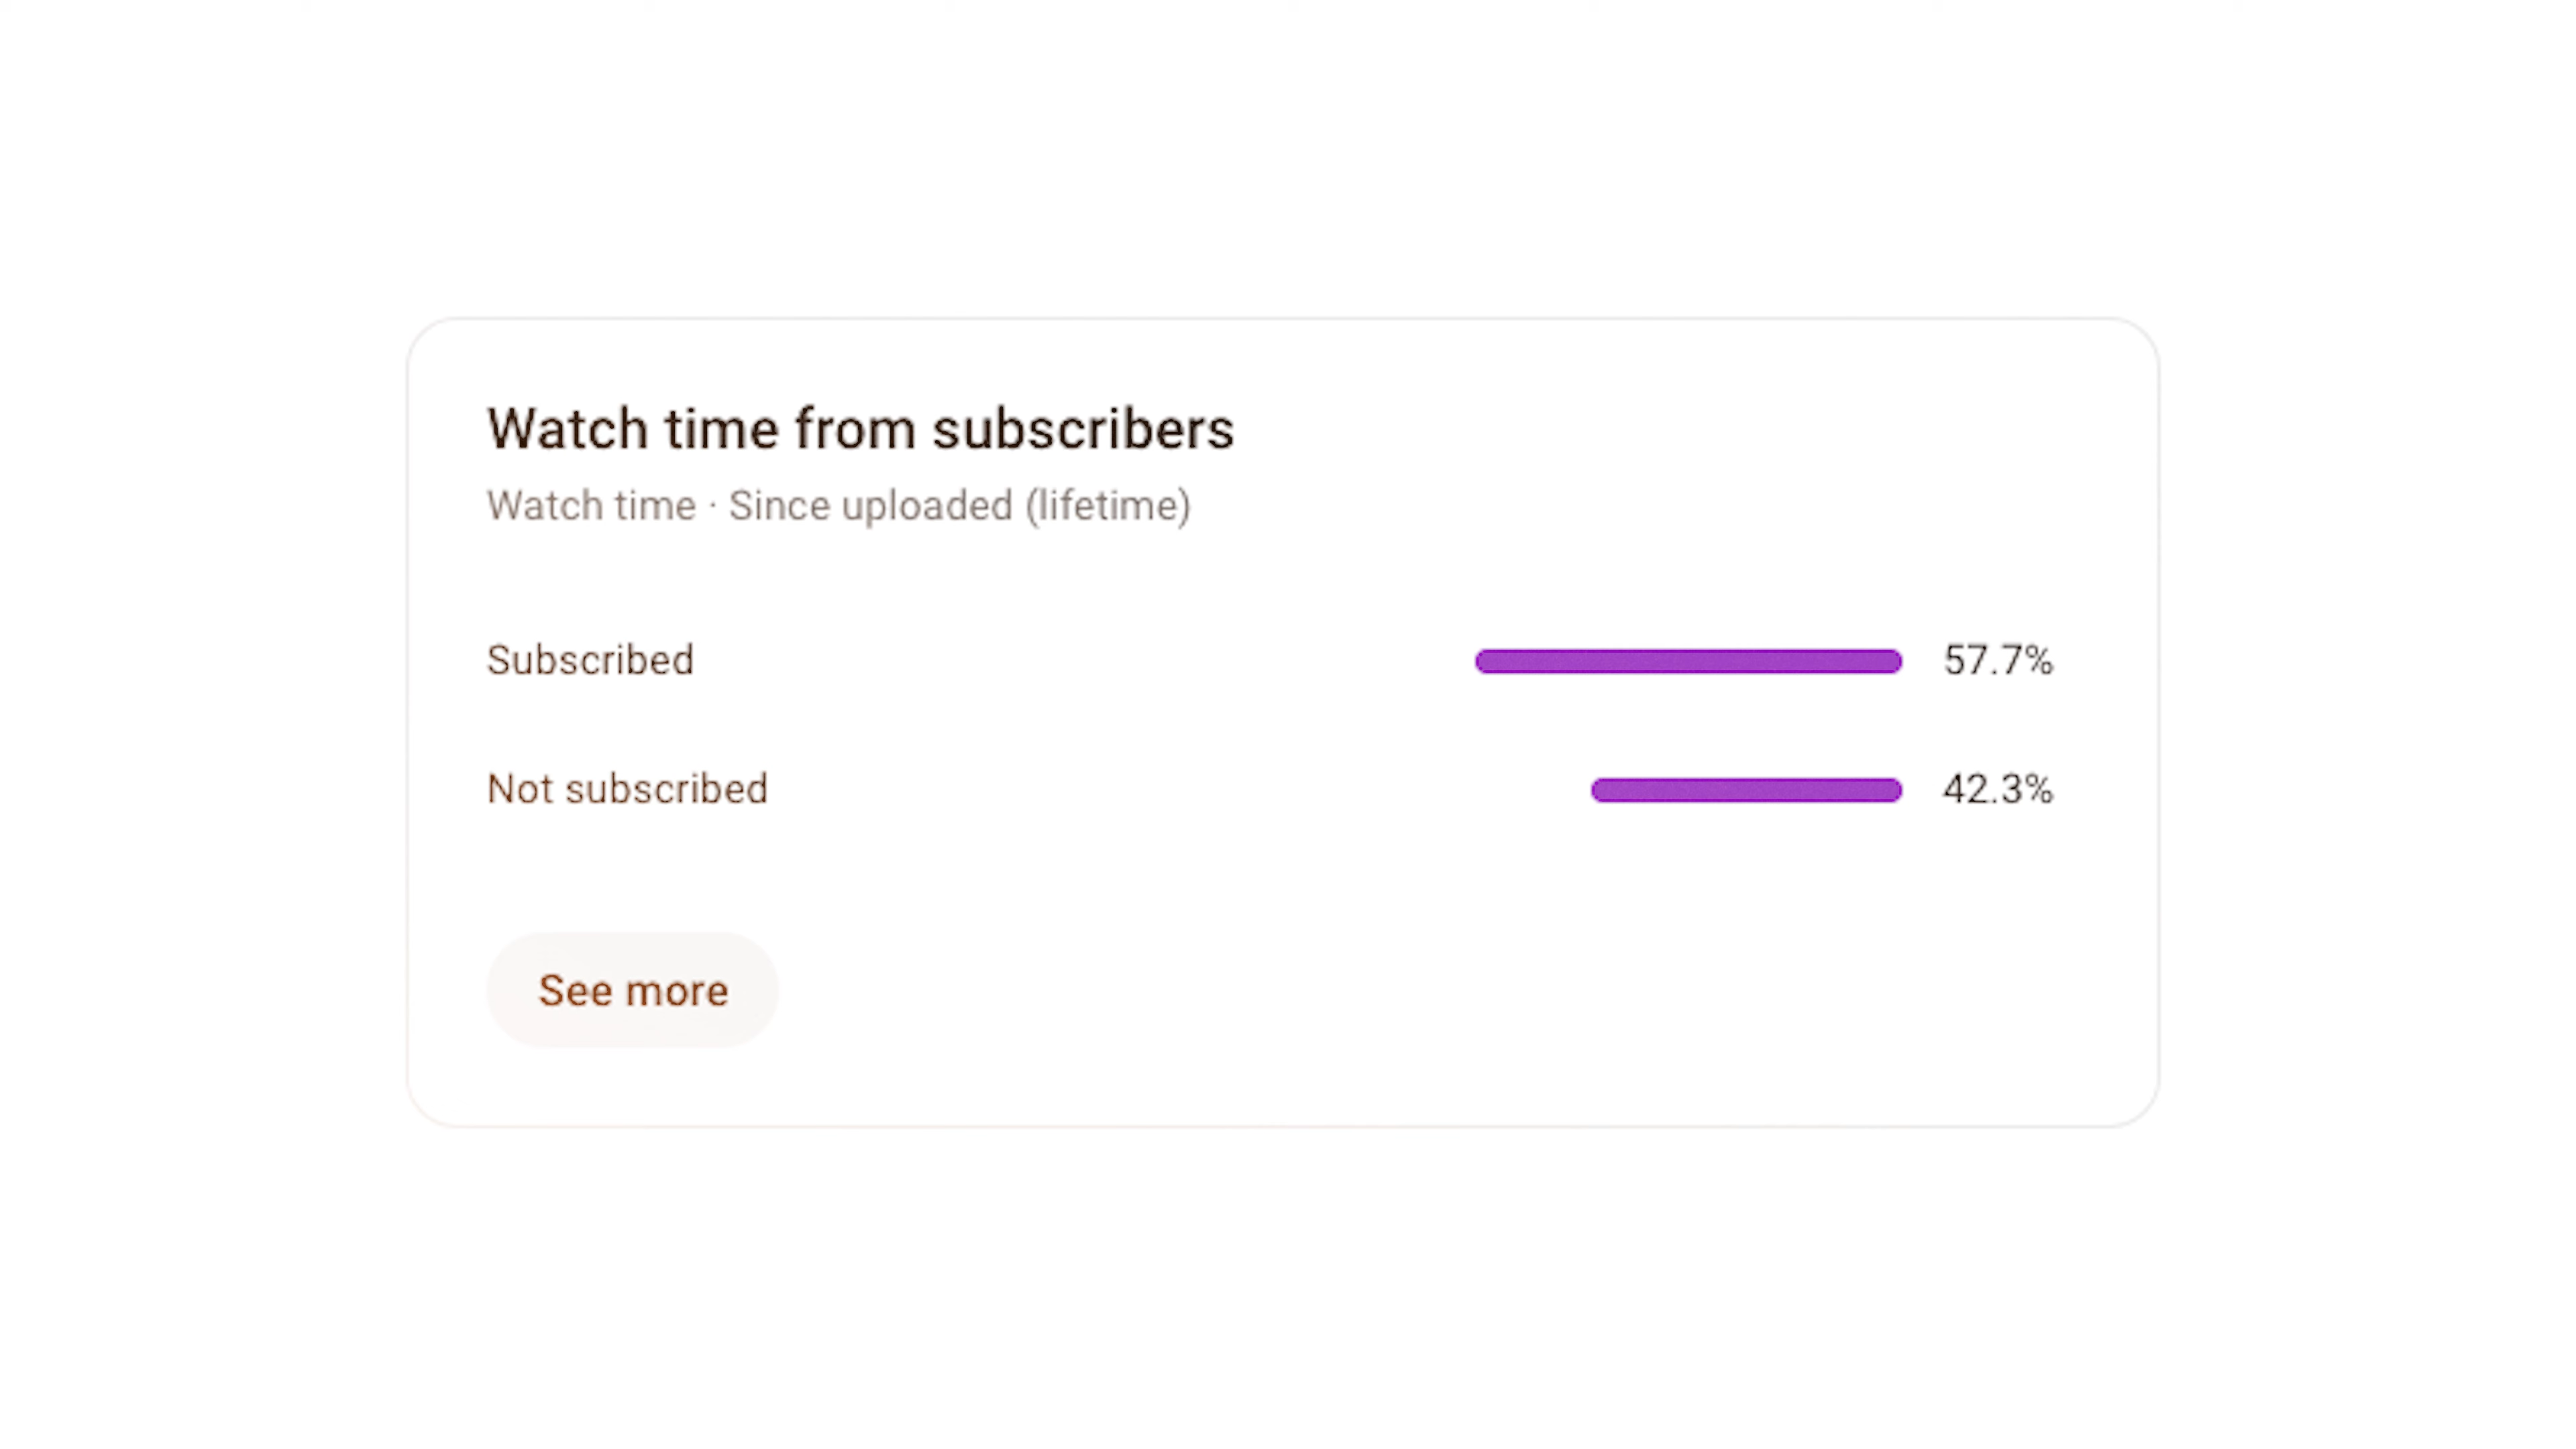 Watch time from subscribers
Watch time · Since uploaded (lifetime)
Subscribed 57.7%
Not subscribed 42.3%
See more